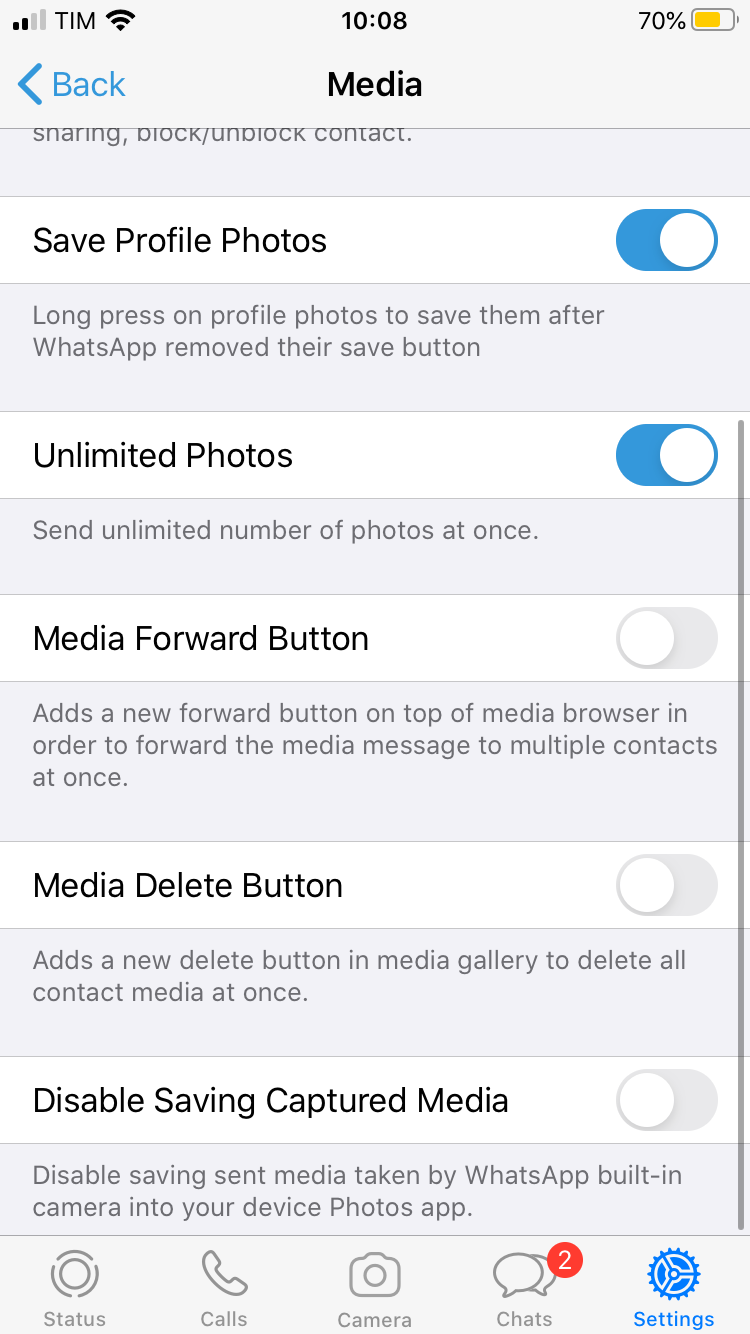 TIM 10:08 70%
Back Media
sharing, block/unblock contact.
Save Profile Photos
Long press on profile photos to save them after
WhatsApp removed their save button
Unlimited Photos
Send unlimited number of photos at once.
Media Forward Button
Adds a new forward button on top of media browser in
order to forward the media message to multiple contacts
at once.
Media Delete Button
Adds a new delete button in media gallery to delete all
contact media at once.
Disable Saving Captured Media
Disable saving sent media taken by WhatsApp built-in
camera into your device Photos app.
2
Status Calls Camera Chats Settings